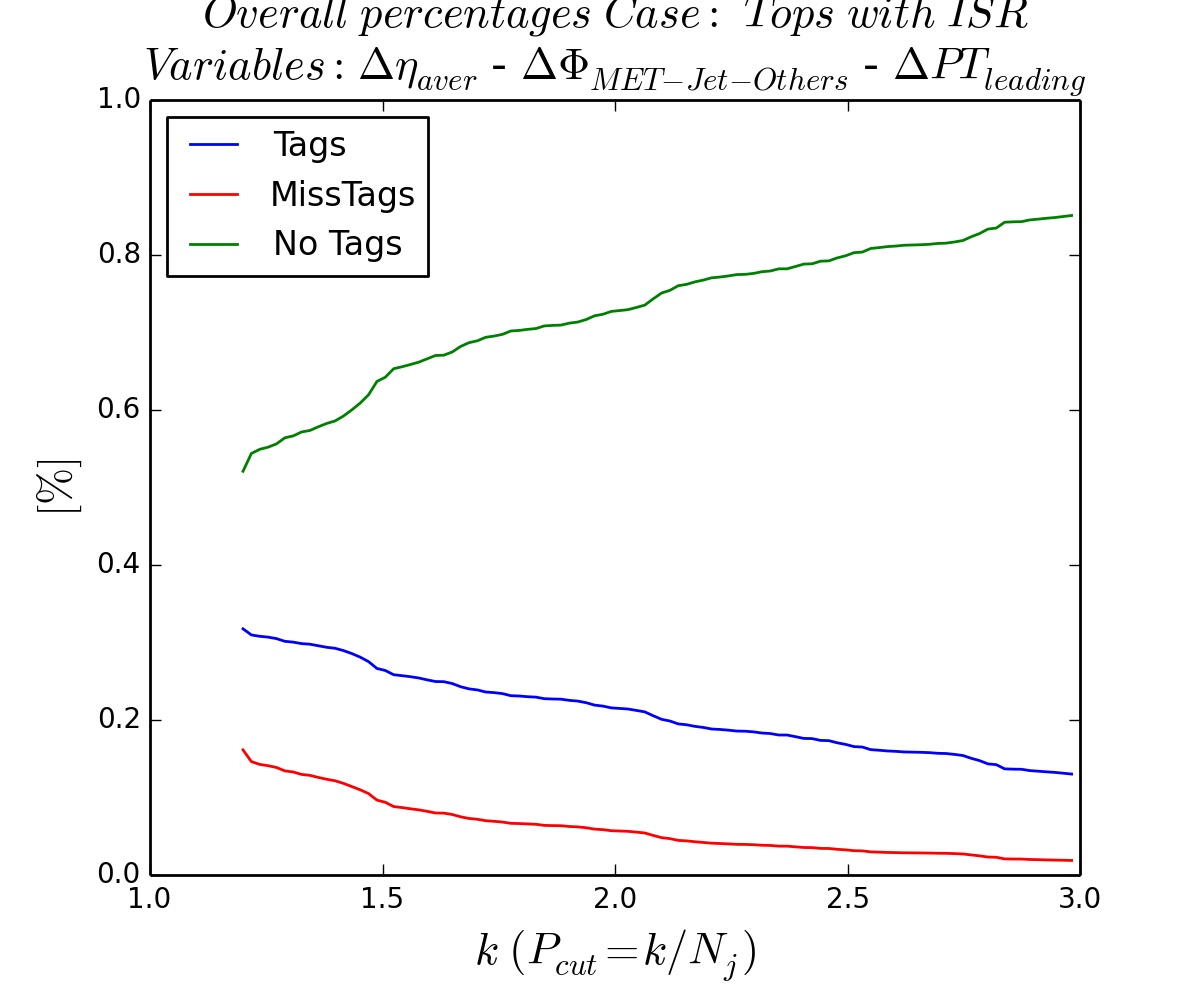 Overall percentages Case: Tops with ISR
Variables: Δη_aver - ΔΦ_MET−Jet−Others - ΔPT_leading
1.0
0.8
0.6
0.4
0.2
0.0
[%]
Tags
MissTags
No Tags
1.0 1.5 2.0 2.5 3.0
k (P_cut = k/N_j)